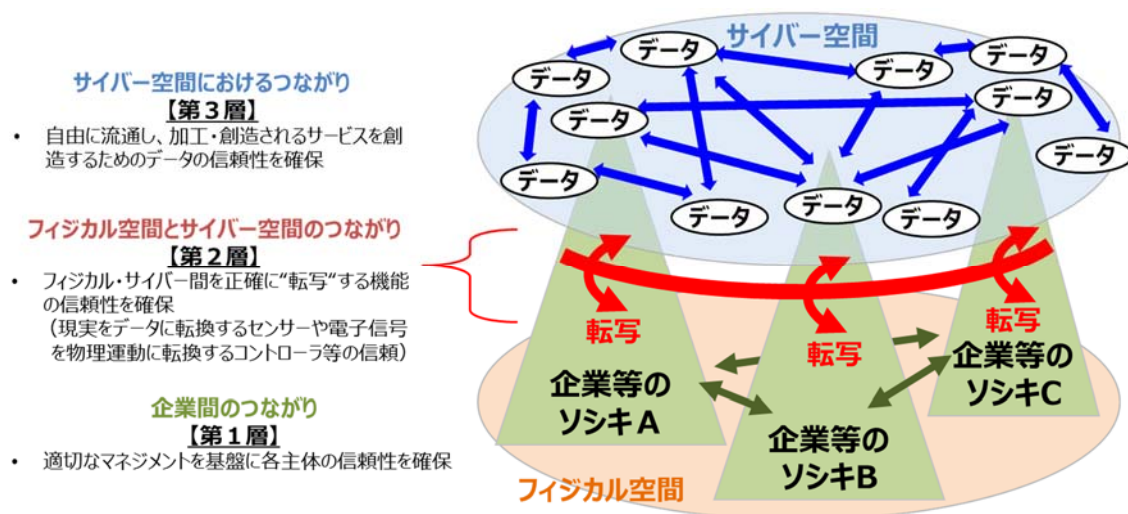 サイバー空間におけるつながり
【第３層】
• 自由に流通し、加工・創造されるサービスを創
造するためのデータの信頼性を確保
フィジカル空間とサイバー空間のつながり
【第２層】
• フィジカル・サイバー間を正確に“転写“する機能
の信頼性を確保
（現実をデータに転換するセンサーや電子信号
を物理運動に転換するコントローラ等の信頼）
企業間のつながり
【第１層】
• 適切なマネジメントを基盤に各主体の信頼性を確保
サイバー空間
データ
データ
データ
データ
データ
データ
データ
データ
データ
データ
データ
転写
転写
転写
企業等の
ソシキA
企業等の
ソシキB
企業等の
ソシキC
フィジカル空間